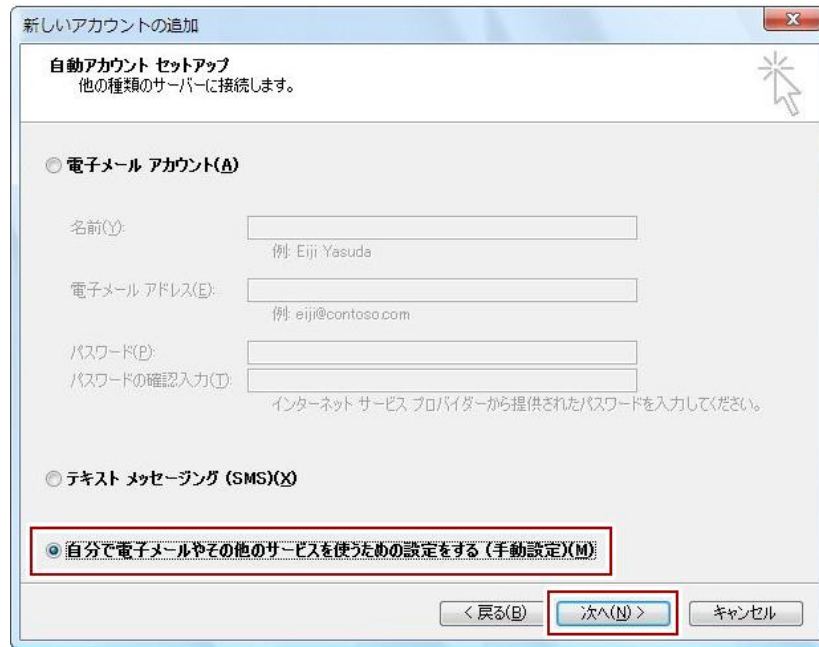 新しいアカウントの追加
自動アカウント セットアップ
他の種類のサーバーに接続します。
電子メール アカウント(A)
名前(Y):
例: Eiji Yasuda
電子メール アドレス(E):
例: eiji@contoso.com
パスワード(P):
パスワードの確認入力(T):
インターネット サービス プロバイダーから提供されたパスワードを入力してください。
テキスト メッセージング (SMS)(X)
自分で電子メールやその他のサービスを使うための設定をする (手動設定)(M)
< 戻る(B) 次へ(N) > キャンセル